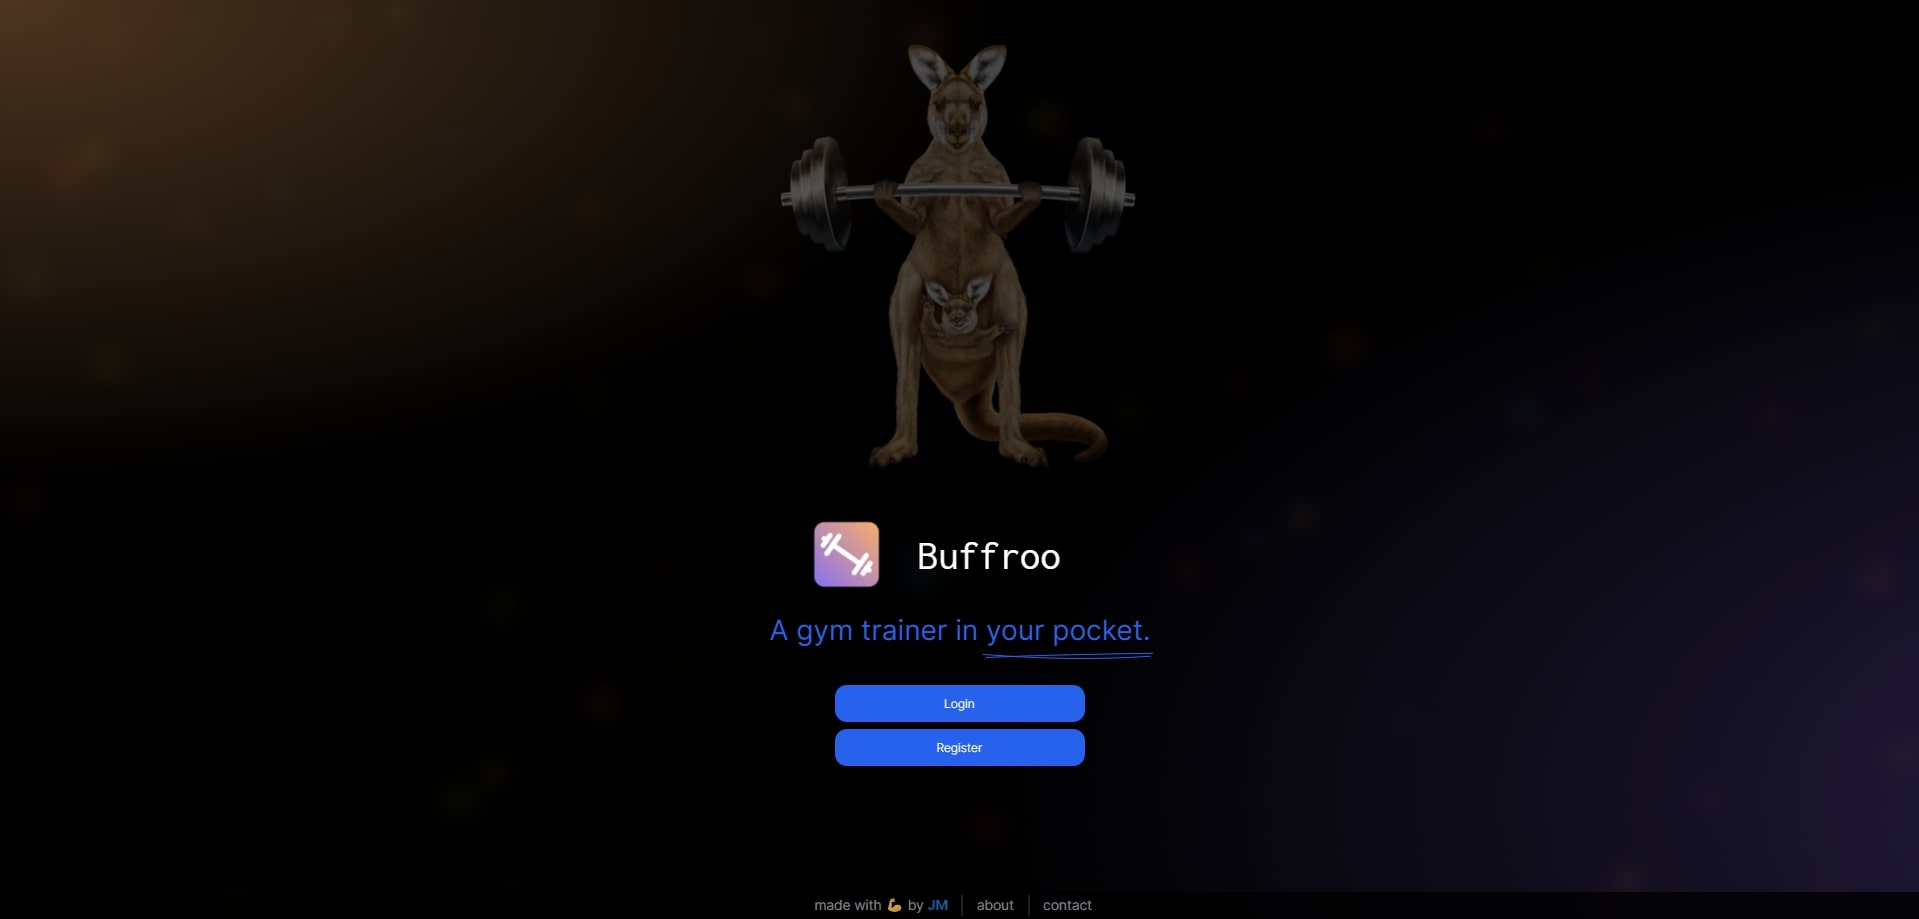 Buffroo
A gym trainer in your pocket.
Login
Register
made with 💪 by JM | about | contact